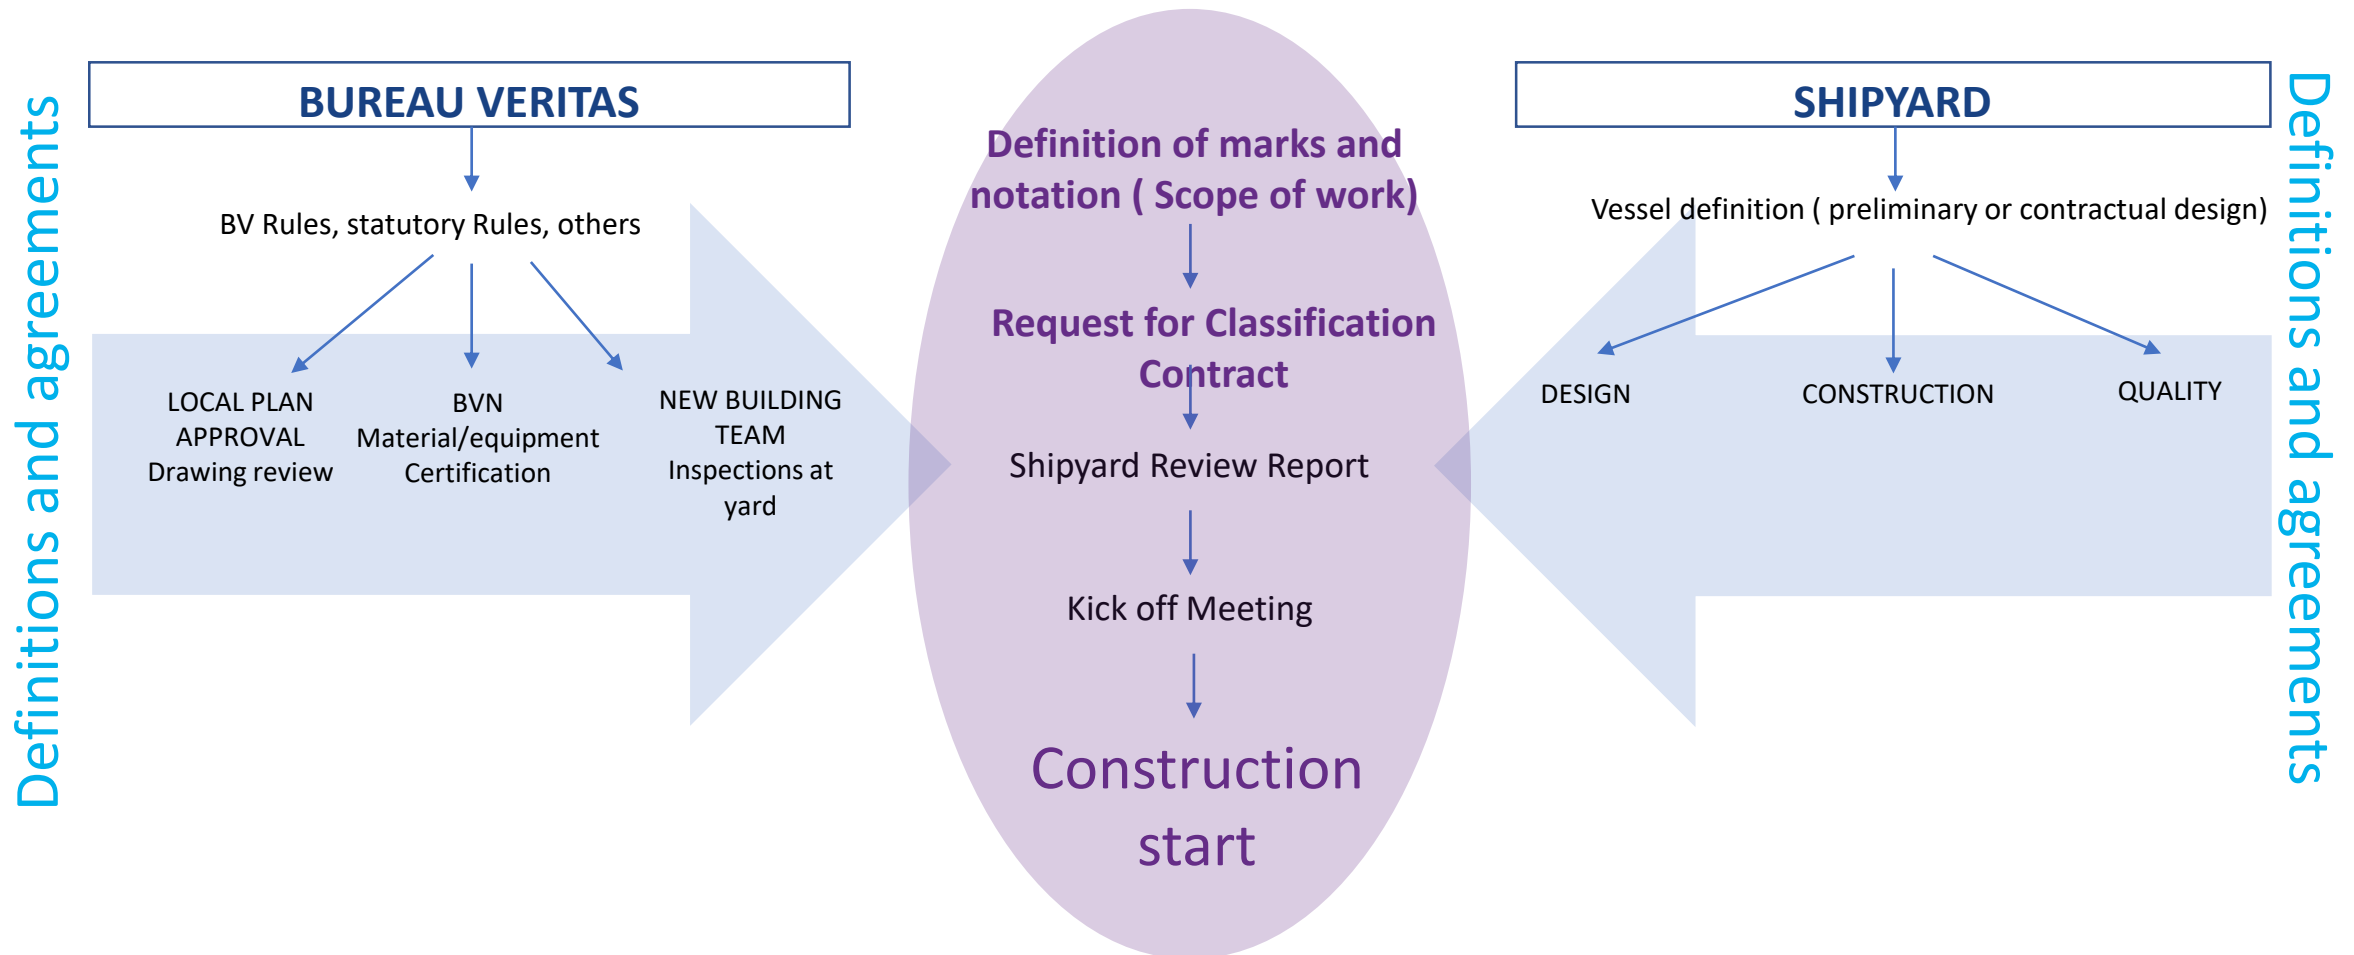 Definitions and agreements
BUREAU VERITAS
BV Rules, statutory Rules, others
LOCAL PLAN
APPROVAL
Drawing review
BVN
Material/equipment
Certification
NEW BUILDING
TEAM
Inspections at
yard
Definition of marks and
notation ( Scope of work)
Request for Classification
Contract
Shipyard Review Report
Kick off Meeting
Construction
start
SHIPYARD
Vessel definition ( preliminary or contractual design)
DESIGN
CONSTRUCTION
QUALITY
Definitions and agreements